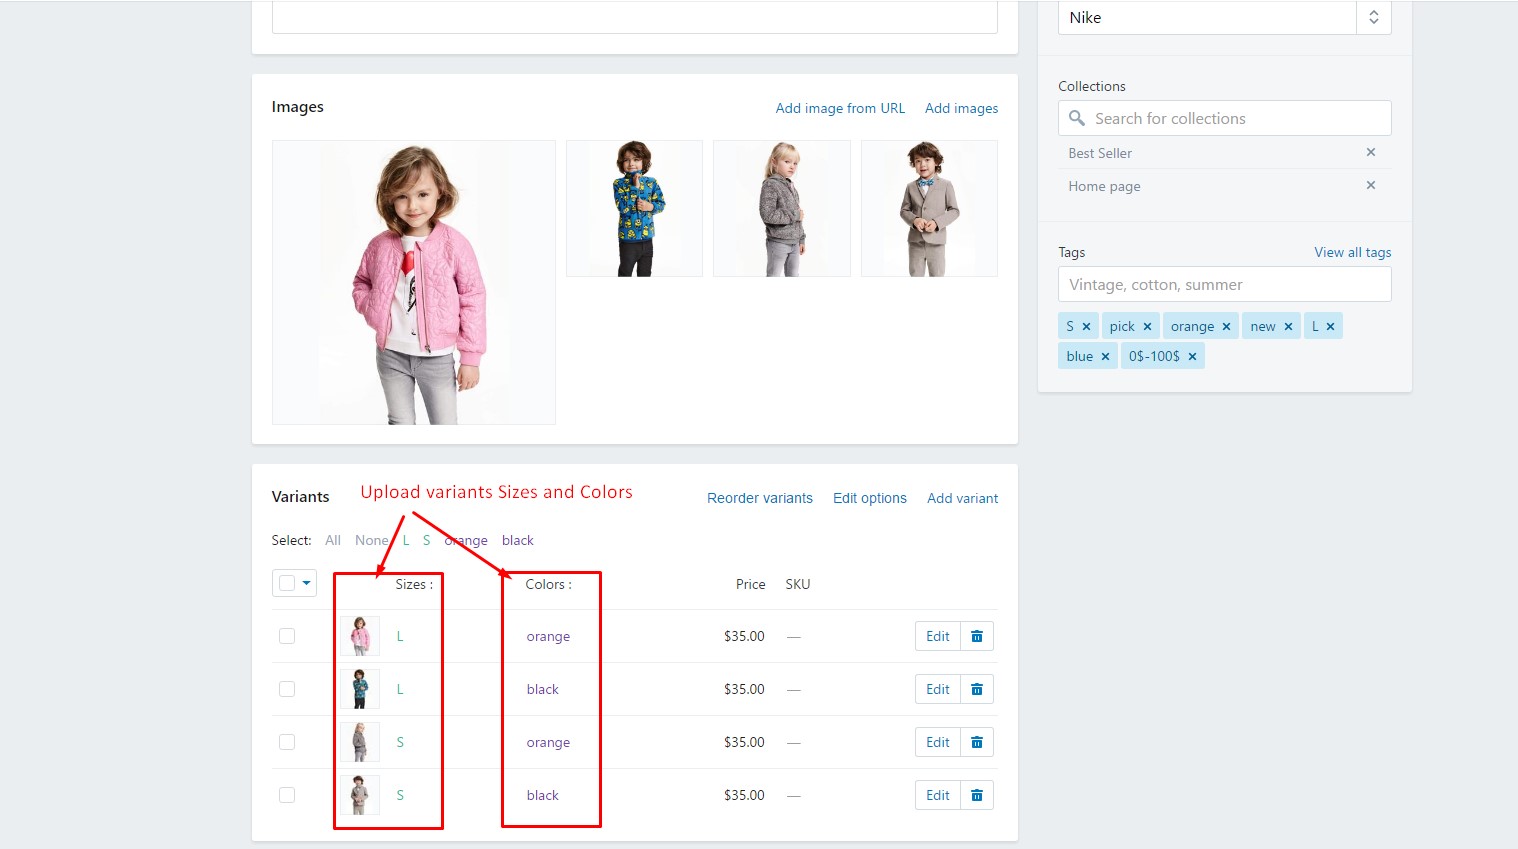 Nike
Images
Add image from URL Add images
Collections
Search for collections
Best Seller ×
Home page ×
Tags View all tags
Vintage, cotton, summer
S × pick × orange × new × L ×
blue × 0$-100$ ×
Variants Upload variants Sizes and Colors Reorder variants Edit options Add variant
Select: All None L S orange black
Sizes : Colors : Price SKU
L orange $35.00 — Edit
L black $35.00 — Edit
S orange $35.00 — Edit
S black $35.00 — Edit